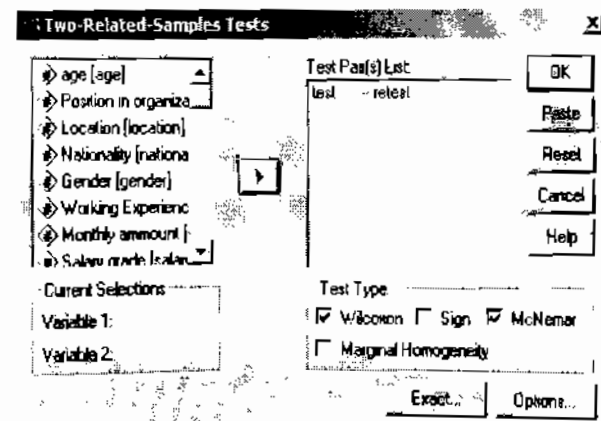 Two-Related-Samples Tests
x
age [age]
Position in organiza
Location [location]
Nationality [nationa
Gender [gender]
Working Experienc
Monthly ammount [
Salary grade [salar
Test Pair(s) List:
test -- retest
OK
Paste
Reset
Cancel
Help
Current Selections
Variable 1:
Variable 2:
Test Type
Wilcoxon Sign McNemar
Marginal Homogeneity
Exact... Options...